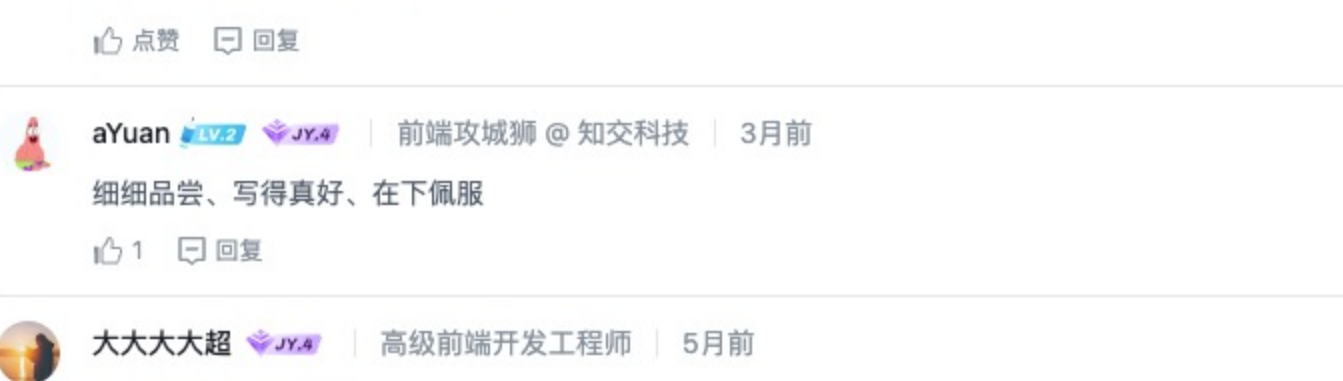 点赞 回复
aYuan LV.2 JY.4 前端攻城狮 @ 知交科技 3月前
细细品尝、写得真好、在下佩服
1 回复
大大大大超 JY.4 高级前端开发工程师 5月前